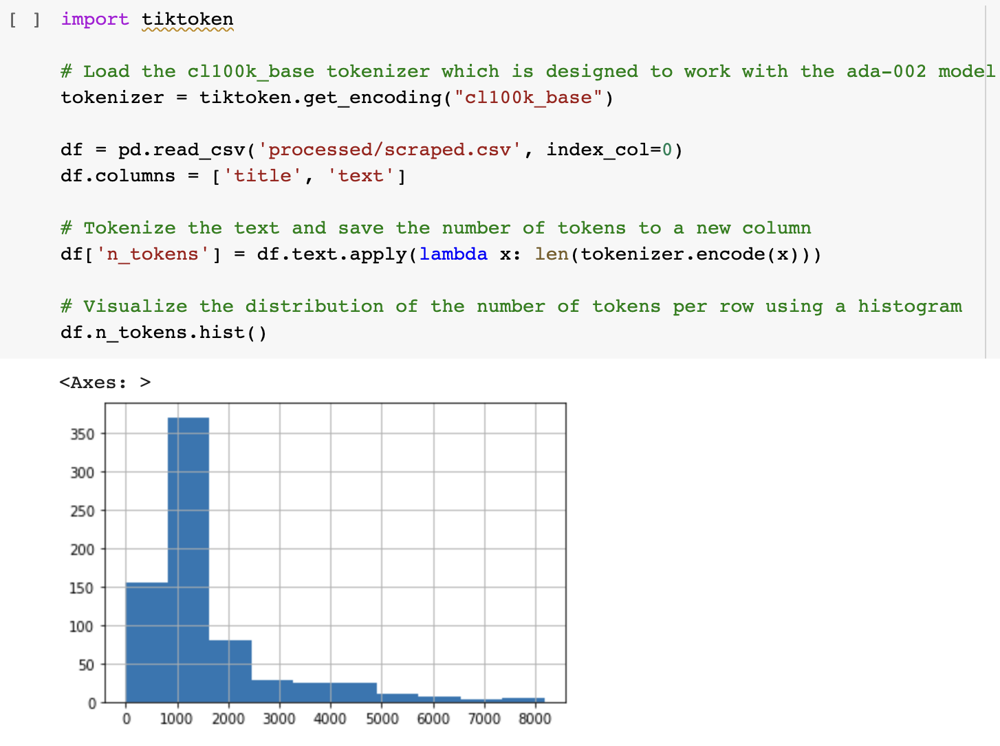 [ ] import tiktoken
# Load the cl100k_base tokenizer which is designed to work with the ada-002 model
tokenizer = tiktoken.get_encoding("cl100k_base")
df = pd.read_csv('processed/scraped.csv', index_col=0)
df.columns = ['title', 'text']
# Tokenize the text and save the number of tokens to a new column
df['n_tokens'] = df.text.apply(lambda x: len(tokenizer.encode(x)))
# Visualize the distribution of the number of tokens per row using a histogram
df.n_tokens.hist()
<Axes: >
350
300
250
200
150
100
50
0
0 1000 2000 3000 4000 5000 6000 7000 8000